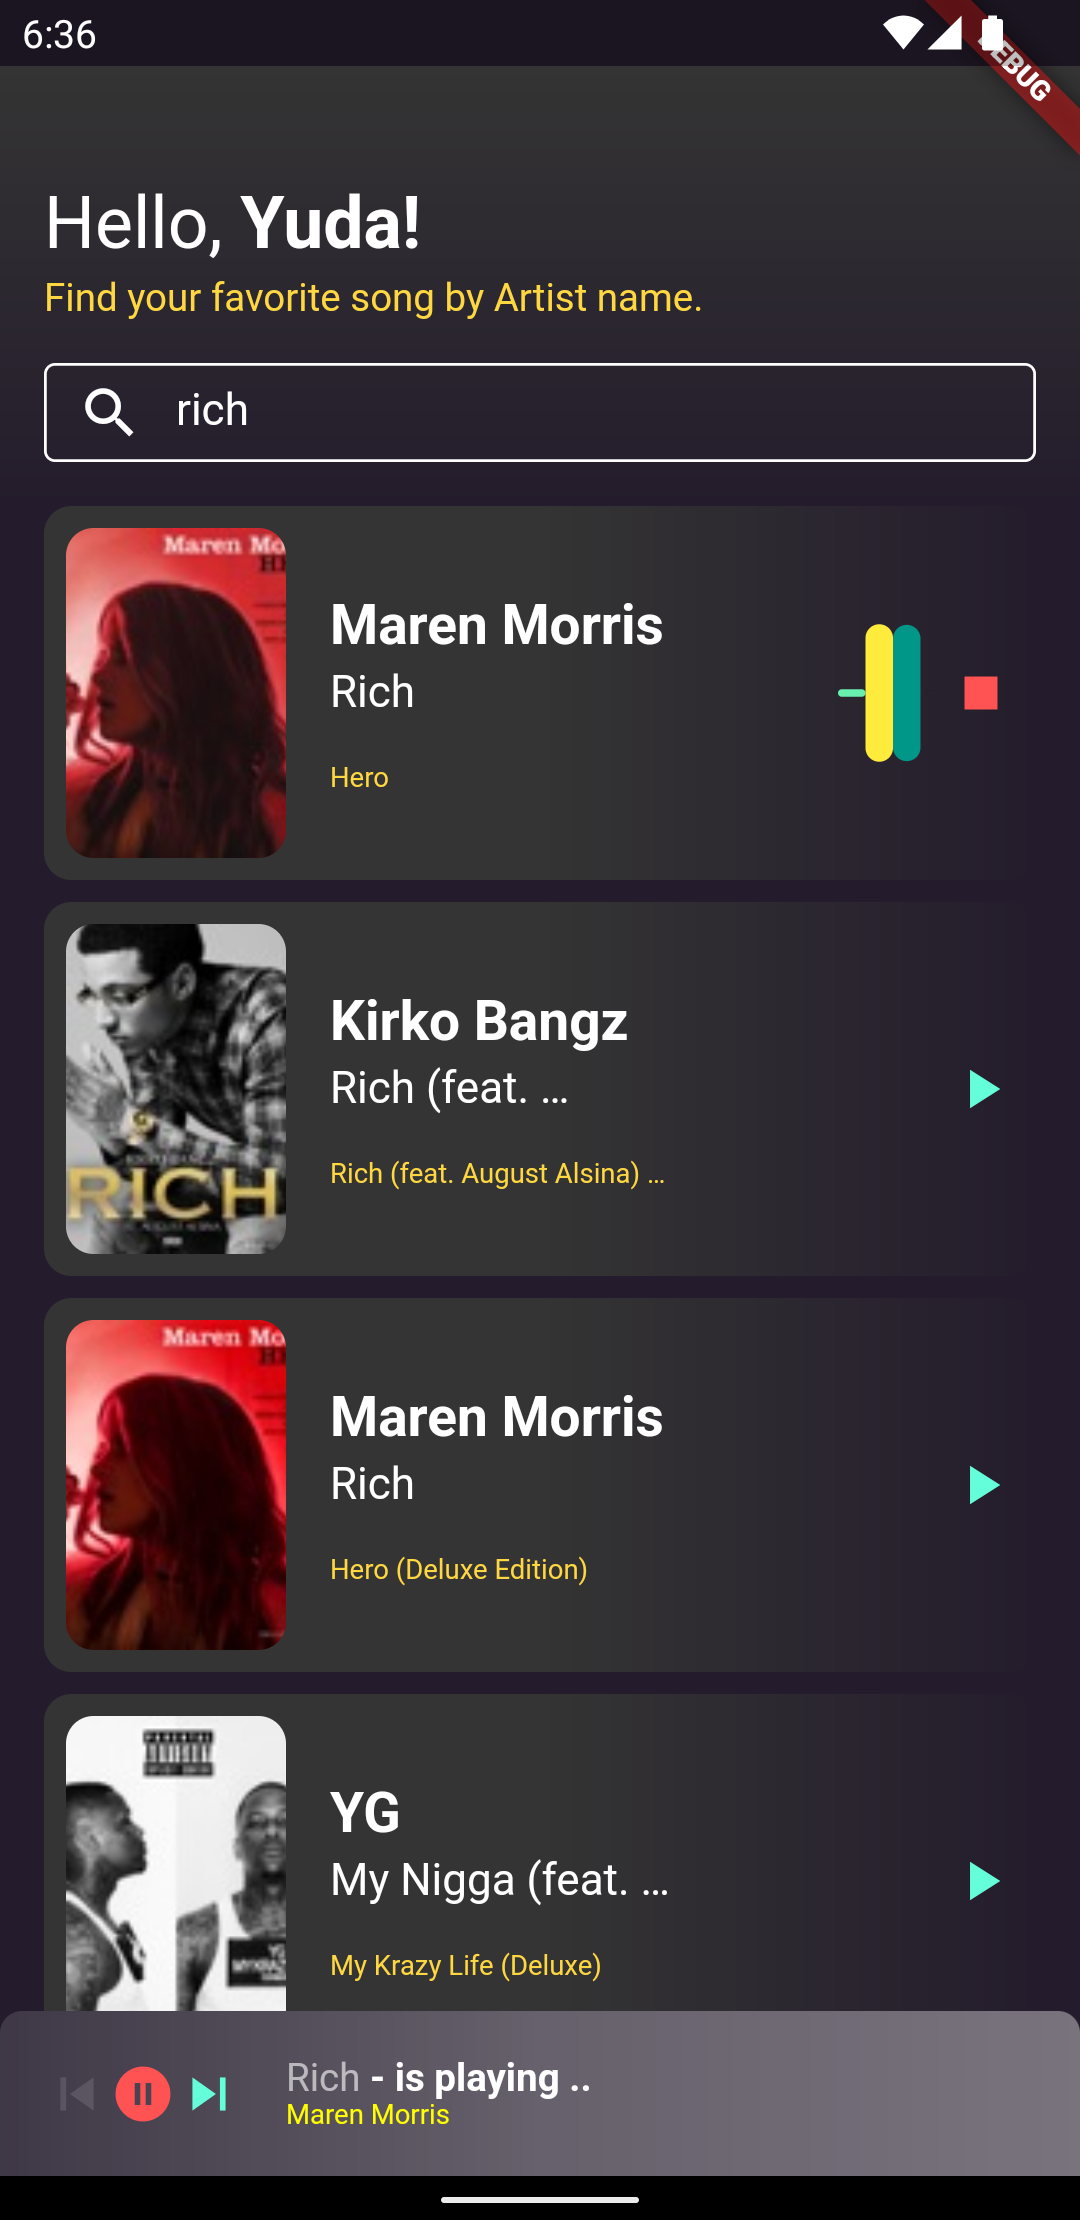 6:36
DEBUG
Hello, Yuda!
Find your favorite song by Artist name.
rich
Maren Mo
Maren Morris
Rich
Hero
RICH
Kirko Bangz
Rich (feat. ...
Rich (feat. August Alsina) ...
Maren Mo
Maren Morris
Rich
Hero (Deluxe Edition)
YG
My Nigga (feat. ...
My Krazy Life (Deluxe)
Rich - is playing ..
Maren Morris